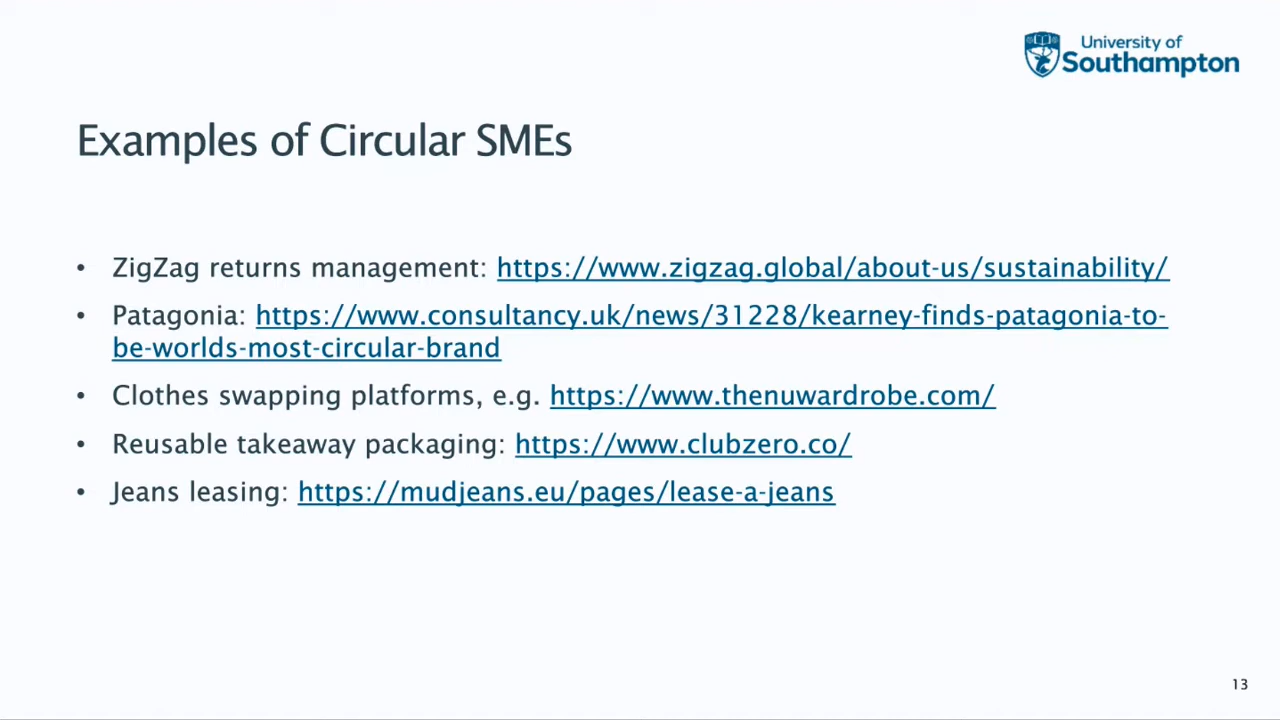 University of
Southampton
Examples of Circular SMEs
• ZigZag returns management: https://www.zigzag.global/about-us/sustainability/
• Patagonia: https://www.consultancy.uk/news/31228/kearney-finds-patagonia-to-
be-worlds-most-circular-brand
• Clothes swapping platforms, e.g. https://www.thenuwardrobe.com/
• Reusable takeaway packaging: https://www.clubzero.co/
• Jeans leasing: https://mudjeans.eu/pages/lease-a-jeans
13